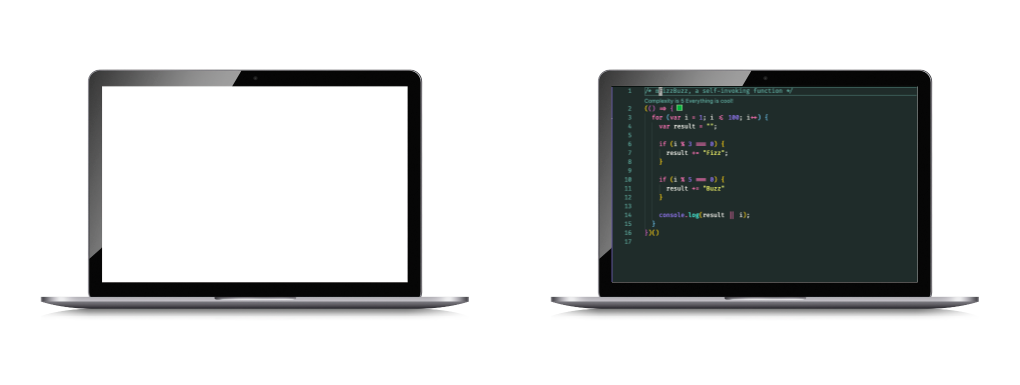 1 /* FizzBuzz, a self-invoking function */
Complexity is 6 Everything is cool!
2 (() => {
3 for (var i = 1; i <= 100; i++) {
4 var result = "";
5
6 if (i % 3 === 0) {
7 result += "Fizz";
8 }
9
10 if (i % 5 === 0) {
11 result += "Buzz"
12 }
13
14 console.log(result || i);
15 }
16 })()
17